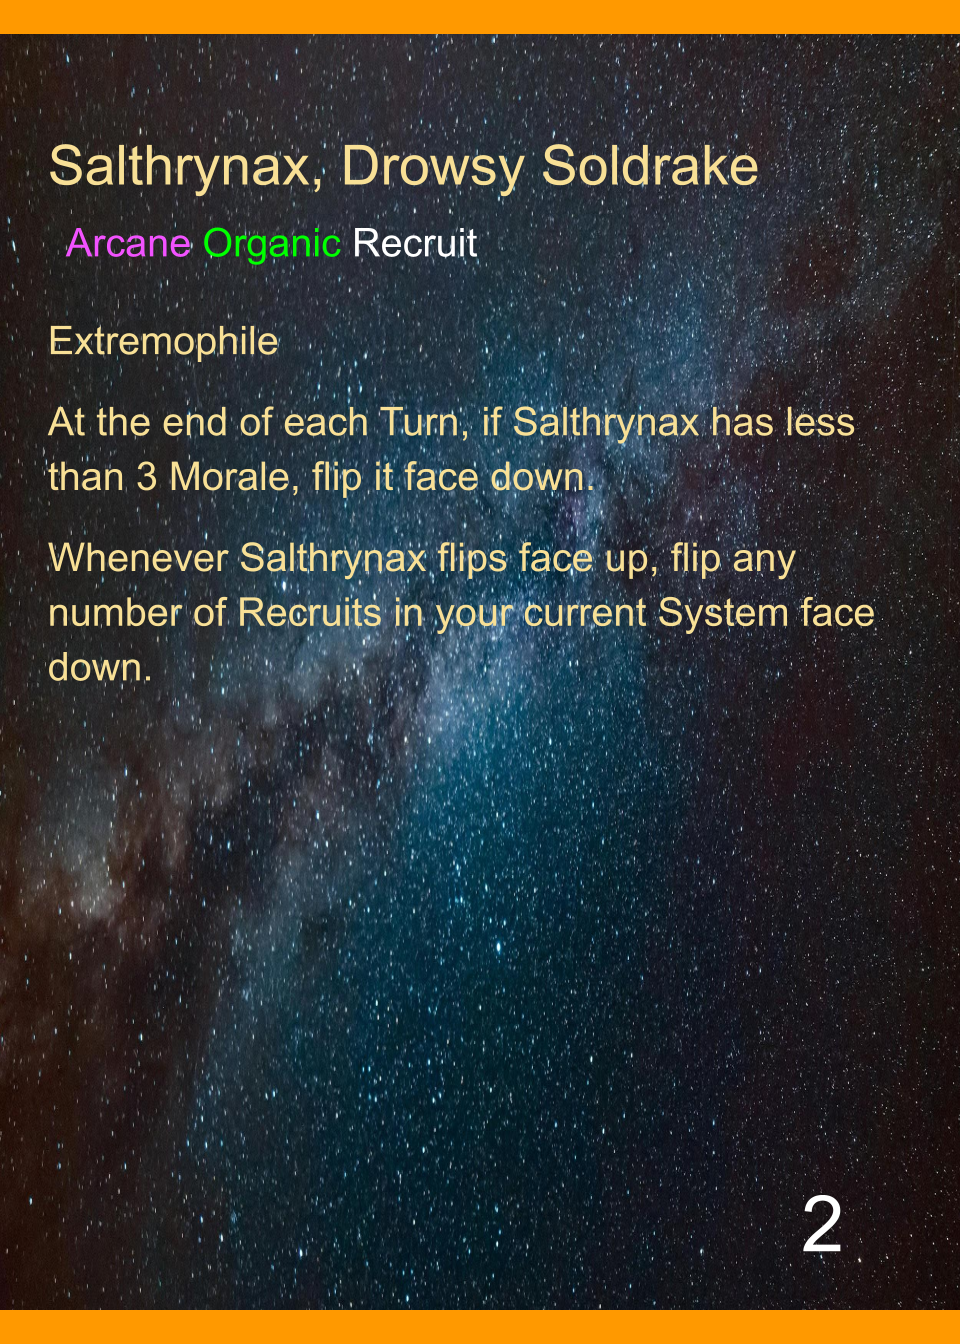 Salthrynax, Drowsy Soldrake
Arcane Organic Recruit
Extremophile
At the end of each Turn, if Salthrynax has less
than 3 Morale, flip it face down.
Whenever Salthrynax flips face up, flip any
number of Recruits in your current System face
down.
2